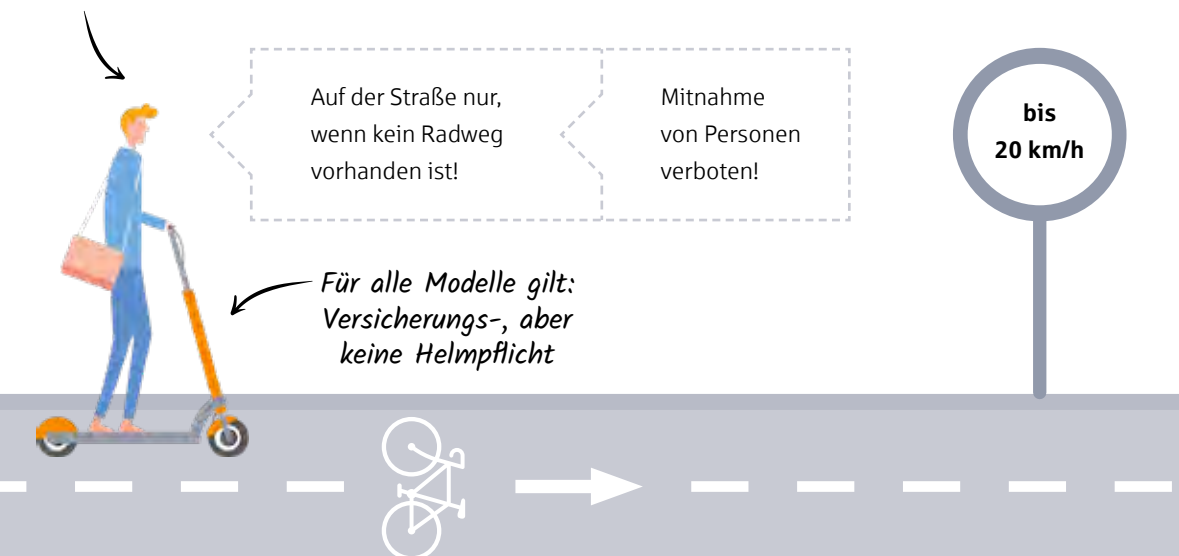 Auf der Straße nur,
wenn kein Radweg
vorhanden ist!
Mitnahme
von Personen
verboten!
bis
20 km/h
Für alle Modelle gilt:
Versicherungs-, aber
keine Helmpflicht